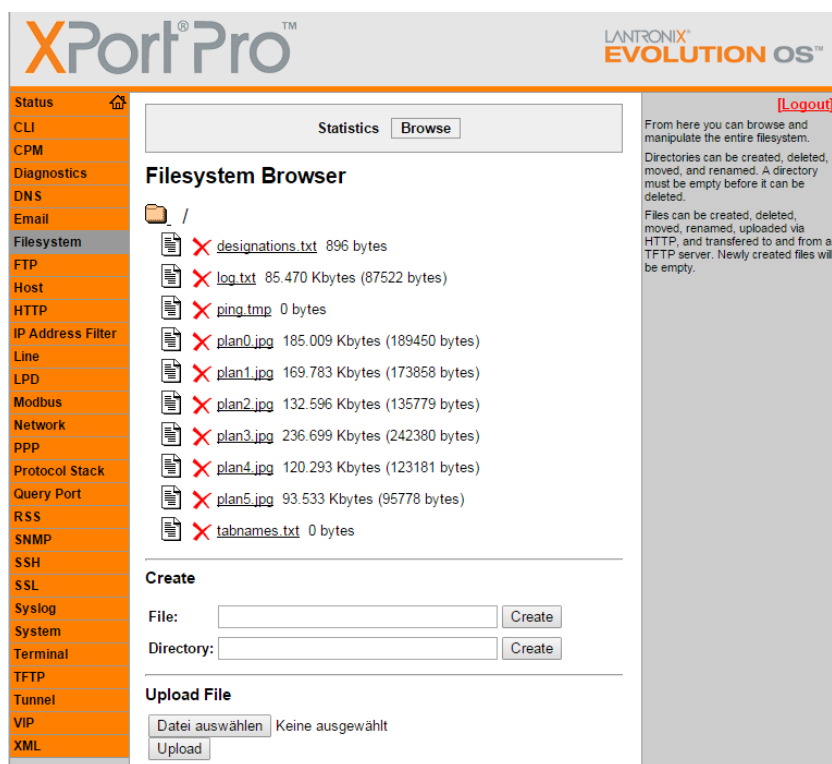 XPort® Pro™
LANTRONIX®
EVOLUTION OS™
Status
CLI
CPM
Diagnostics
DNS
Email
Filesystem
FTP
Host
HTTP
IP Address Filter
Line
LPD
Modbus
Network
PPP
Protocol Stack
Query Port
RSS
SNMP
SSH
SSL
Syslog
System
Terminal
TFTP
Tunnel
VIP
XML
Statistics Browse
Filesystem Browser
/
designations.txt 896 bytes
log.txt 85.470 Kbytes (87522 bytes)
ping.tmp 0 bytes
plan0.jpg 185.009 Kbytes (189450 bytes)
plan1.jpg 169.783 Kbytes (173858 bytes)
plan2.jpg 132.596 Kbytes (135779 bytes)
plan3.jpg 236.699 Kbytes (242380 bytes)
plan4.jpg 120.293 Kbytes (123181 bytes)
plan5.jpg 93.533 Kbytes (95778 bytes)
tabnames.txt 0 bytes
Create
File: Create
Directory: Create
Upload File
Datei auswählen Keine ausgewählt
Upload
[Logout]
From here you can browse and
manipulate the entire filesystem.
Directories can be created, deleted,
moved, and renamed. A directory
must be empty before it can be
deleted.
Files can be created, deleted,
moved, renamed, uploaded via
HTTP, and transfered to and from a
TFTP server. Newly created files will
be empty.